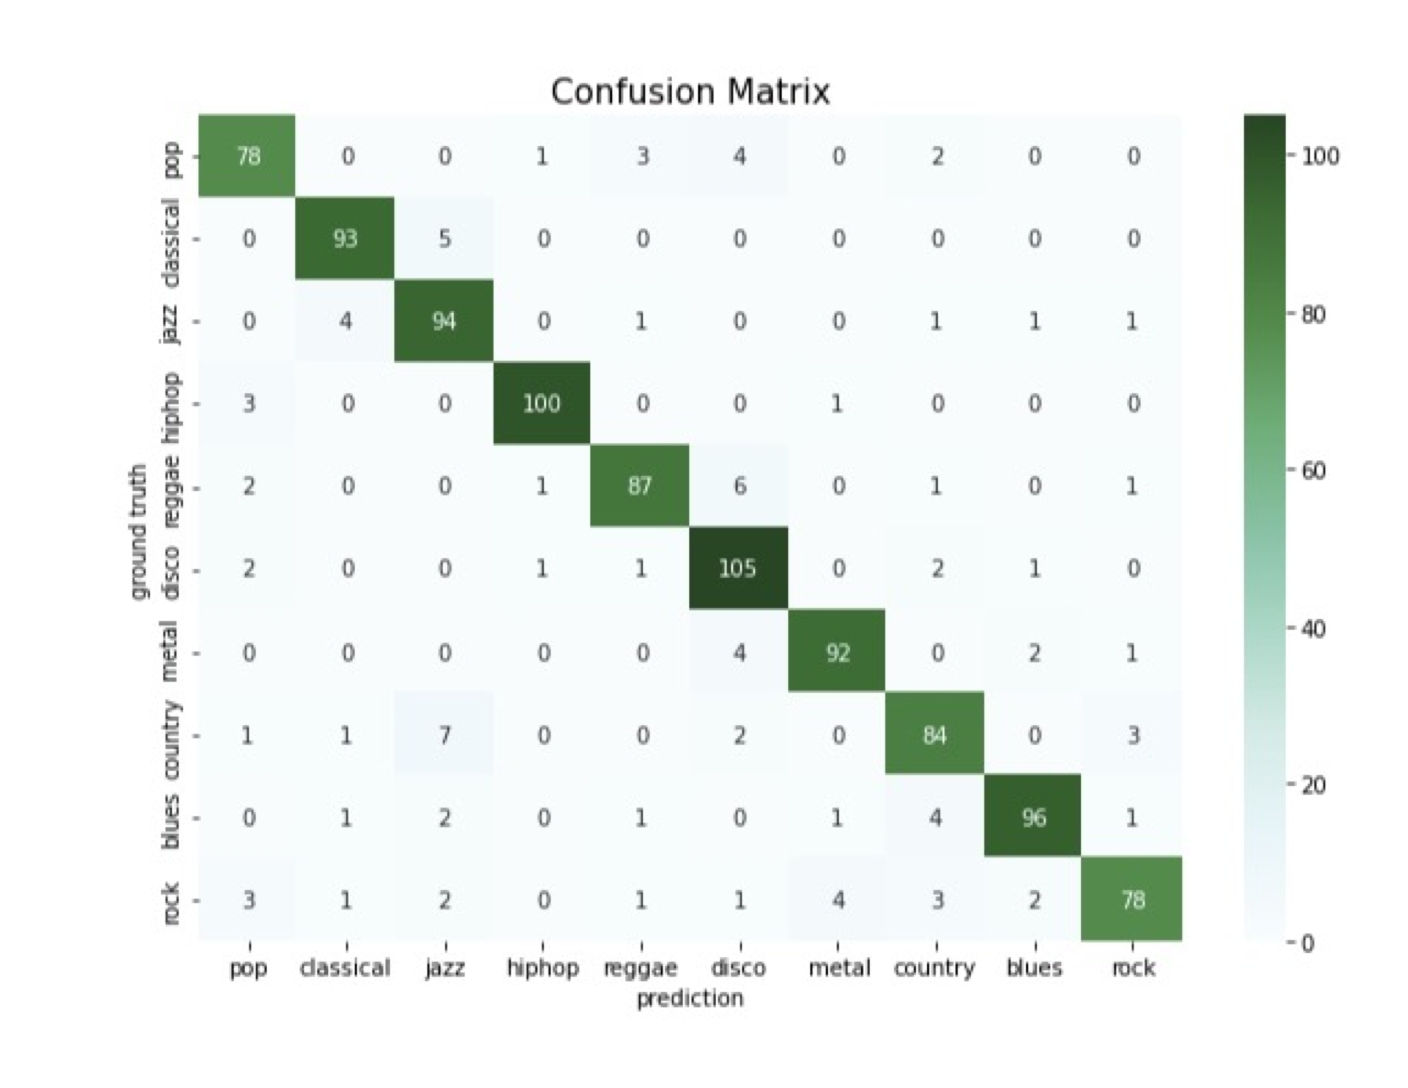 Confusion Matrix
pop 78 0 0 1 3 4 0 2 0 0
classical 0 93 5 0 0 0 0 0 0 0
jazz 0 4 94 0 1 0 0 1 1 1
hiphop 3 0 0 100 0 0 1 0 0 0
reggae 2 0 0 1 87 6 0 1 0 1
disco 2 0 0 1 1 105 0 2 1 0
metal 0 0 0 0 0 4 92 0 2 1
country 1 1 7 0 0 2 0 84 0 3
blues 0 1 2 0 1 0 1 4 96 1
rock 3 1 2 0 1 1 4 3 2 78
ground truth
pop classical jazz hiphop reggae disco metal country blues rock
prediction
100
80
60
40
20
0